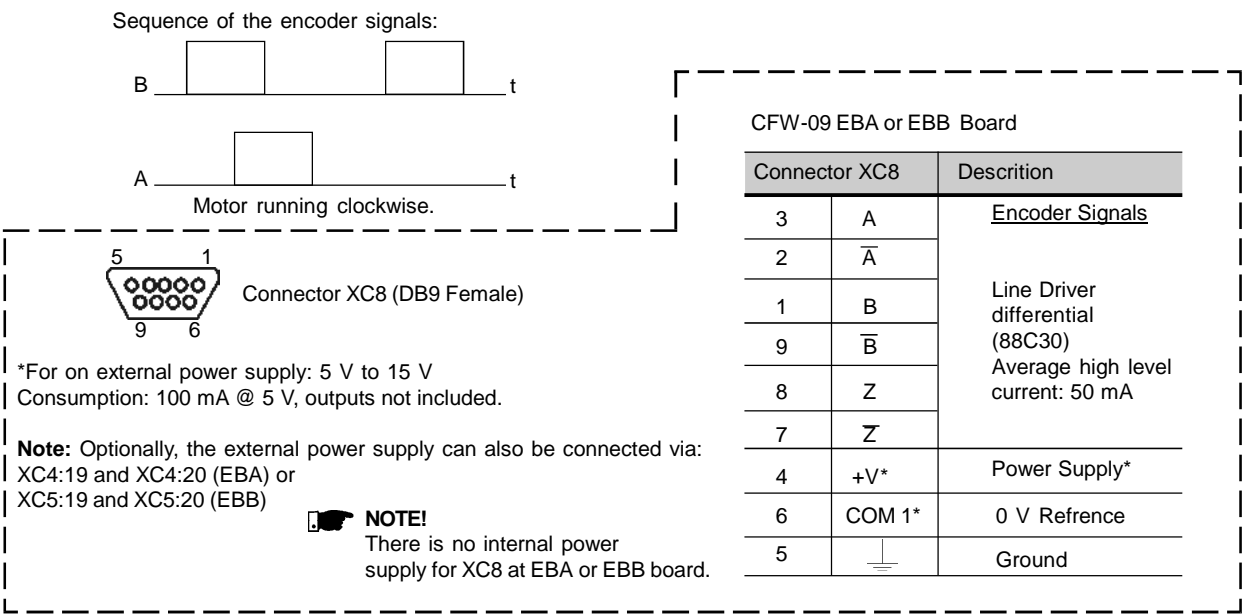 Sequence of the encoder signals:
B
t
A
t
Motor running clockwise.
5 1
Connector XC8 (DB9 Female)
9 6
*For on external power supply: 5 V to 15 V
Consumption: 100 mA @ 5 V, outputs not included.
Note: Optionally, the external power supply can also be connected via:
XC4:19 and XC4:20 (EBA) or
XC5:19 and XC5:20 (EBB)
NOTE!
There is no internal power
supply for XC8 at EBA or EBB board.
CFW-09 EBA or EBB Board
Connector XC8 Descrition
3 A Encoder Signals
2 A̅
1 B
9 B̅
8 Z
7 Z̅
Line Driver
differential
(88C30)
Average high level
current: 50 mA
4 +V* Power Supply*
6 COM 1* 0 V Refrence
5 Ground